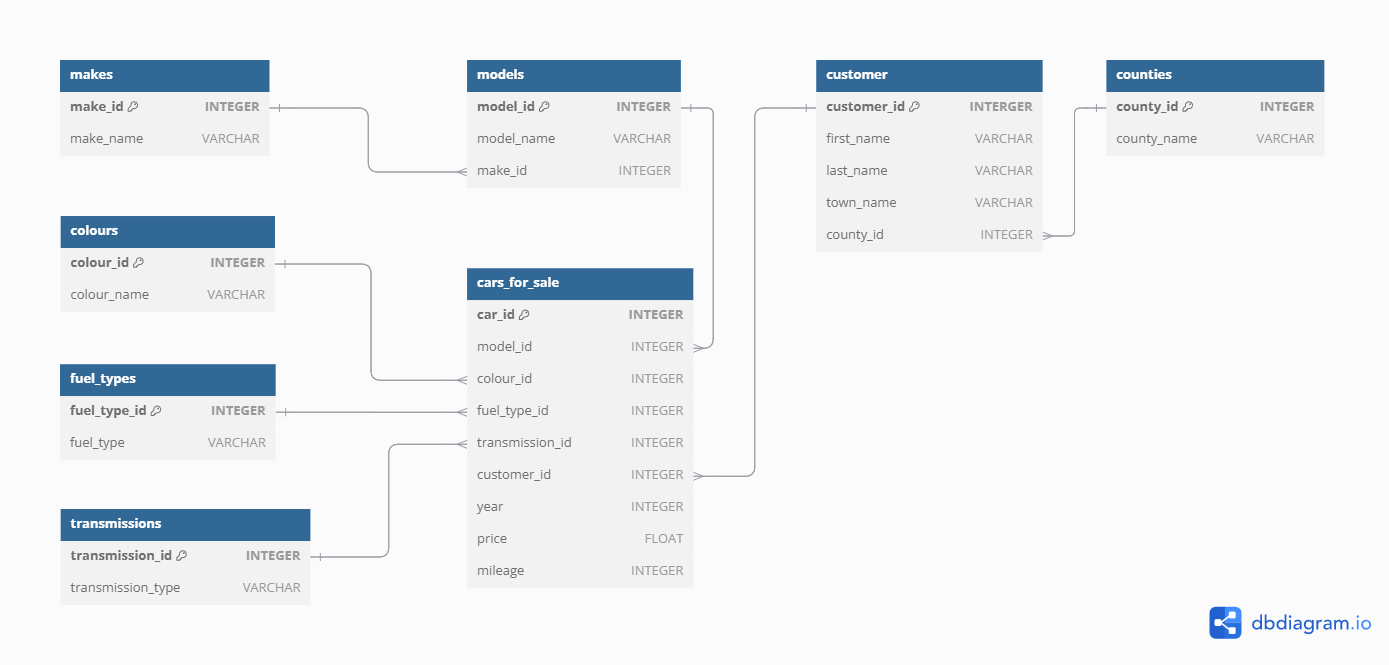 makes
make_id INTEGER
make_name VARCHAR
models
model_id INTEGER
model_name VARCHAR
make_id INTEGER
customer
customer_id INTERGER
first_name VARCHAR
last_name VARCHAR
town_name VARCHAR
county_id INTEGER
counties
county_id INTEGER
county_name VARCHAR
colours
colour_id INTEGER
colour_name VARCHAR
cars_for_sale
car_id INTEGER
model_id INTEGER
colour_id INTEGER
fuel_type_id INTEGER
transmission_id INTEGER
customer_id INTEGER
year INTEGER
price FLOAT
mileage INTEGER
fuel_types
fuel_type_id INTEGER
fuel_type VARCHAR
transmissions
transmission_id INTEGER
transmission_type VARCHAR
dbdiagram.io